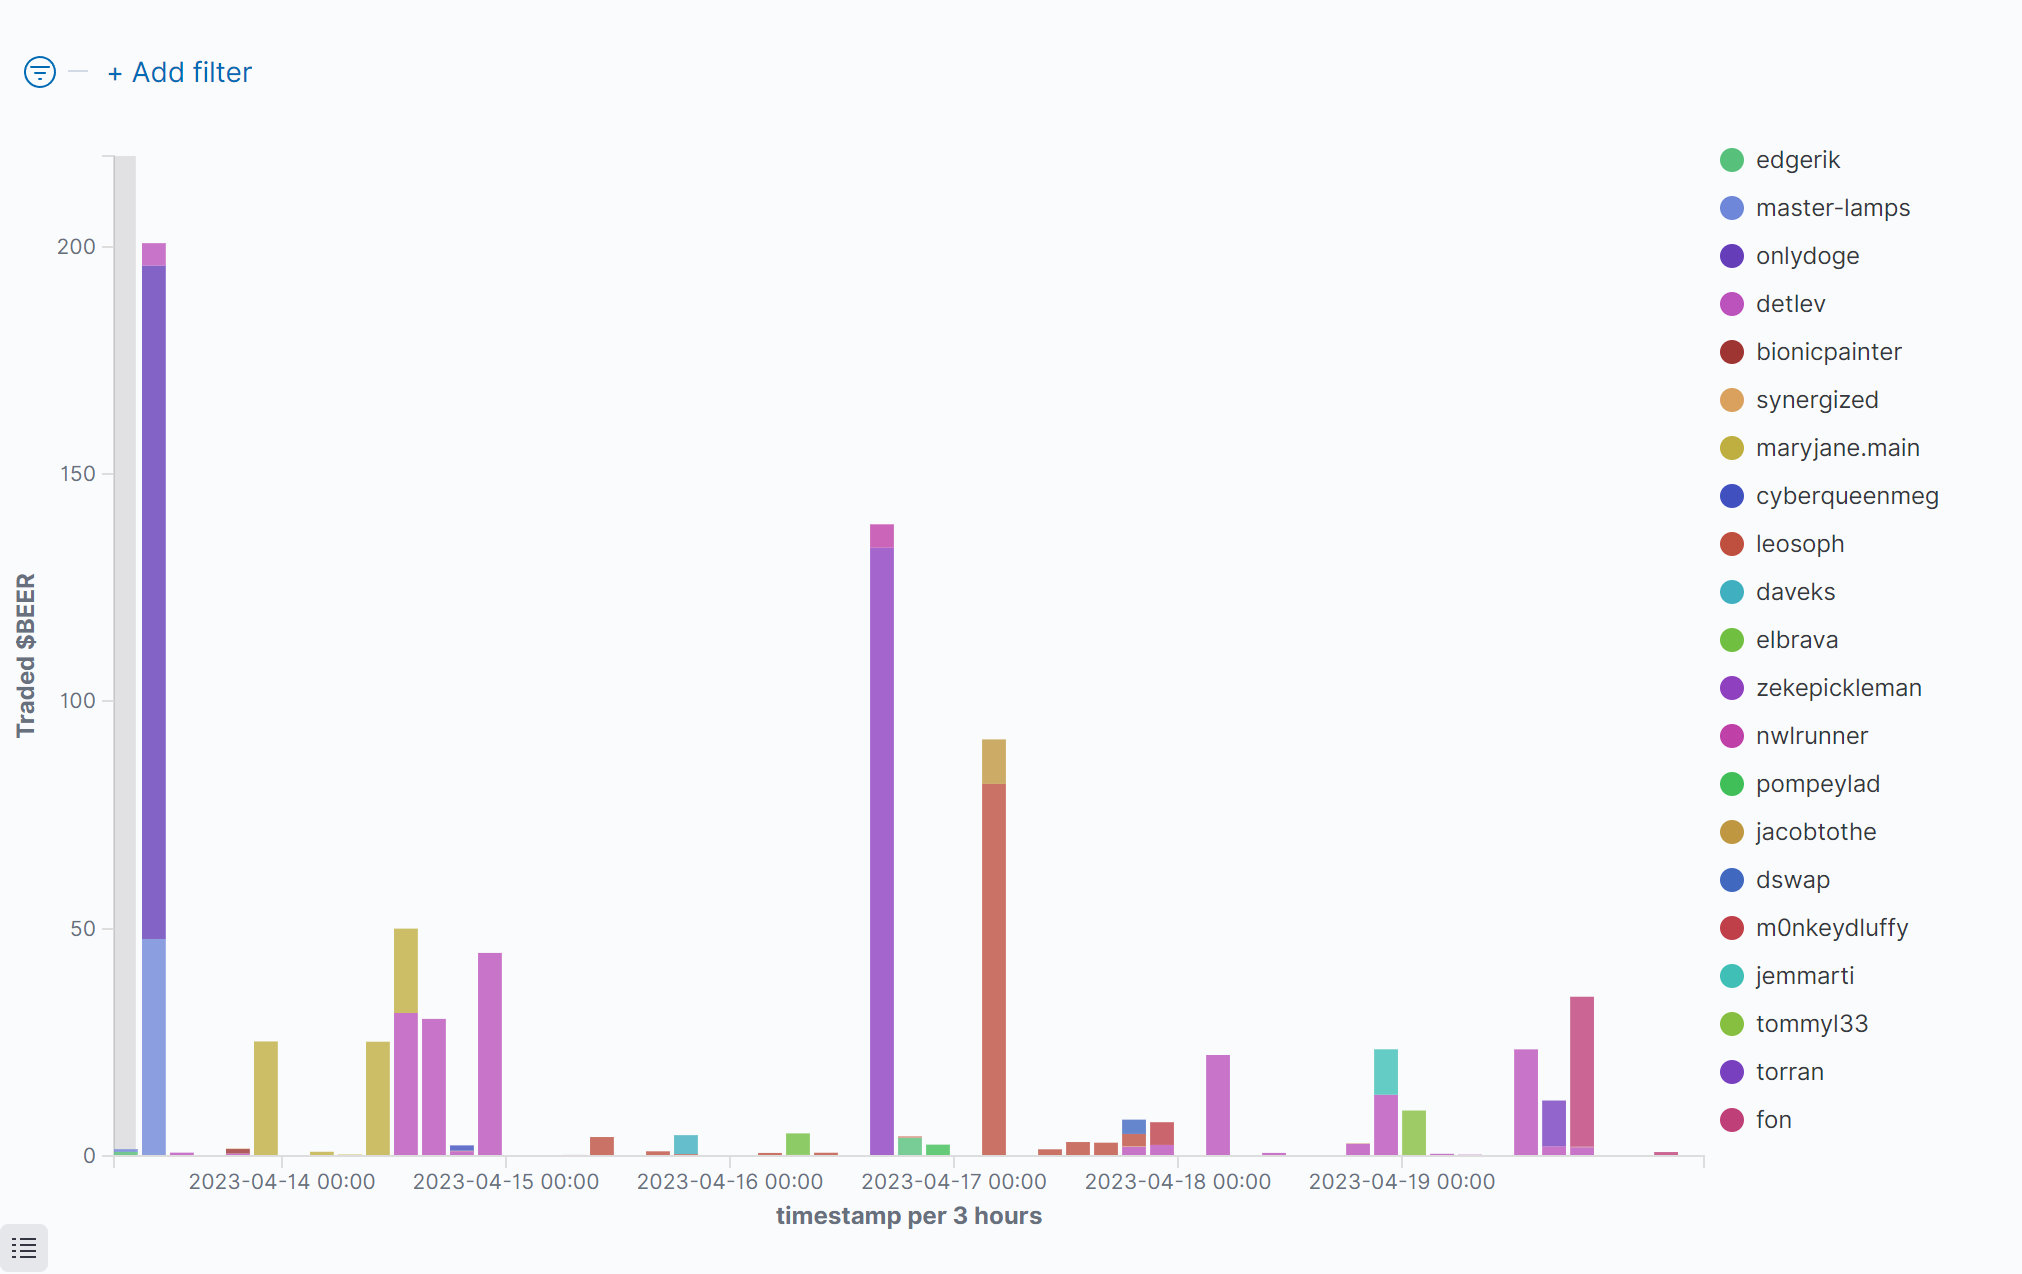 + Add filter
Traded $BEER
200
150
100
50
0
2023-04-14 00:00
2023-04-15 00:00
2023-04-16 00:00
2023-04-17 00:00
2023-04-18 00:00
2023-04-19 00:00
timestamp per 3 hours
edgerik
master-lamps
onlydoge
detlev
bionicpainter
synergized
maryjane.main
cyberqueenmeg
leosoph
daveks
elbrava
zekepickleman
nwlrunner
pompeylad
jacobtothe
dswap
m0nkeydluffy
jemmarti
tommyl33
torran
fon